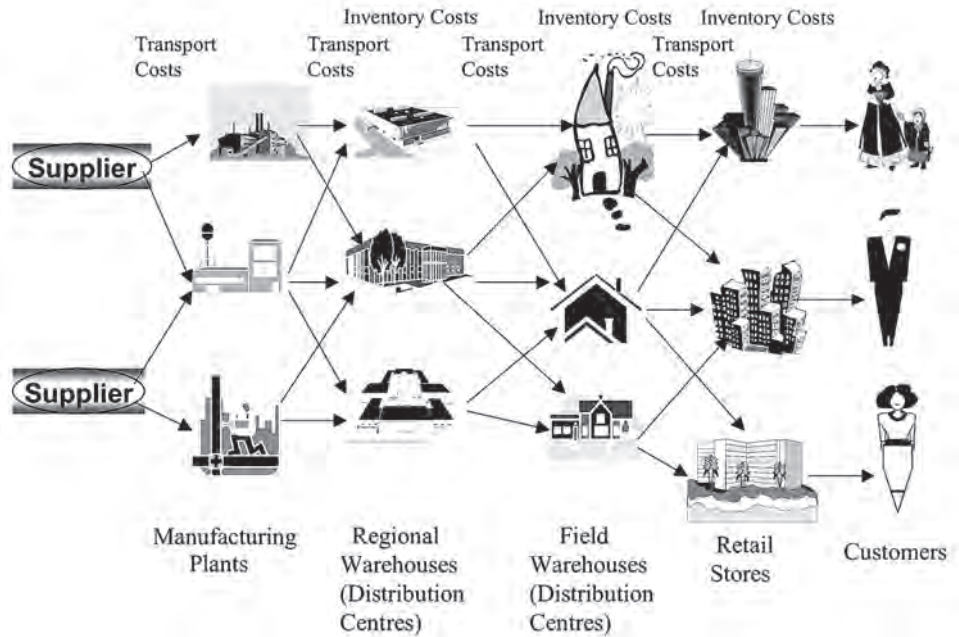 Inventory Costs
Inventory Costs
Inventory Costs
Transport
Costs
Transport
Costs
Transport
Costs
Transport
Costs
Supplier
Supplier
Manufacturing
Plants
Regional
Warehouses
(Distribution
Centres)
Field
Warehouses
(Distribution
Centres)
Retail
Stores
Customers